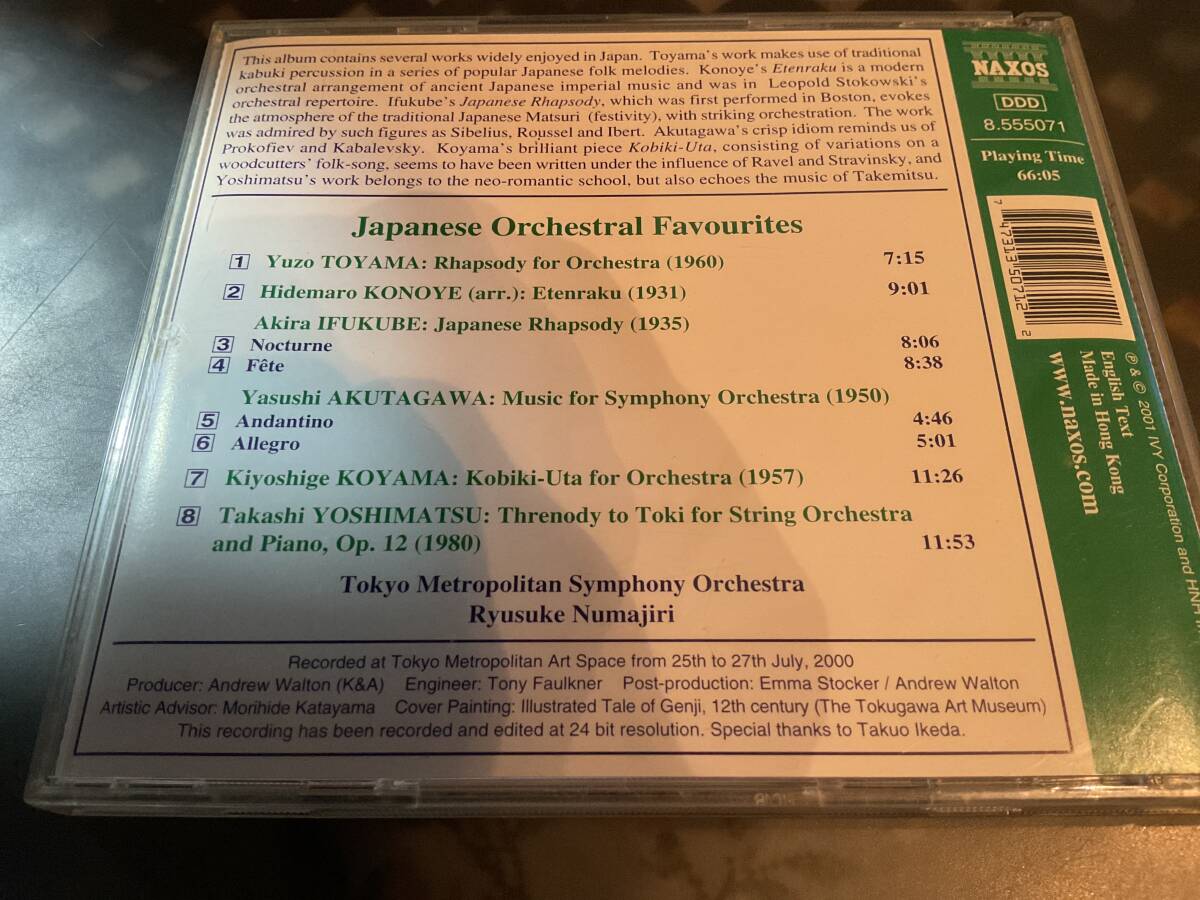 This album contains several works widely enjoyed in Japan. Toyama's work makes use of traditional
kabuki percussion in a series of popular Japanese folk melodies. Konoye's Etenraku is a modern
orchestral arrangement of ancient Japanese imperial music and was in Leopold Stokowski's
orchestral repertoire. Ifukube's Japanese Rhapsody, which was first performed in Boston, evokes
the atmosphere of the traditional Japanese Matsuri (festivity), with striking orchestration. The work
was admired by such figures as Sibelius, Roussel and Ibert. Akutagawa's crisp idiom reminds us of
Prokofiev and Kabalevsky. Koyama's brilliant piece Kobiki-Uta, consisting of variations on a
woodcutters' folk-song, seems to have been written under the influence of Ravel and Stravinsky, and
Yoshimatsu's work belongs to the neo-romantic school, but also echoes the music of Takemitsu.
Japanese Orchestral Favourites
1 Yuzo TOYAMA: Rhapsody for Orchestra (1960) 7:15
2 Hidemaro KONOYE (arr.): Etenraku (1931) 9:01
Akira IFUKUBE: Japanese Rhapsody (1935)
3 Nocturne 8:06
4 Fête 8:38
Yasushi AKUTAGAWA: Music for Symphony Orchestra (1950)
5 Andantino 4:46
6 Allegro 5:01
7 Kiyoshige KOYAMA: Kobiki-Uta for Orchestra (1957) 11:26
8 Takashi YOSHIMATSU: Threnody to Toki for String Orchestra
and Piano, Op. 12 (1980) 11:53
Tokyo Metropolitan Symphony Orchestra
Ryusuke Numajiri
Recorded at Tokyo Metropolitan Art Space from 25th to 27th July, 2000
Producer: Andrew Walton (K&A) Engineer: Tony Faulkner Post-production: Emma Stocker / Andrew Walton
Artistic Advisor: Morihide Katayama Cover Painting: Illustrated Tale of Genji, 12th century (The Tokugawa Art Museum)
This recording has been recorded and edited at 24 bit resolution. Special thanks to Takuo Ikeda.
NAXOS
DDD
8.555071
Playing Time
66:05
7 47313 50712 2
℗ & © 2001 IVY Corporation and HNH
English Text
Made in Hong Kong
www.naxos.com